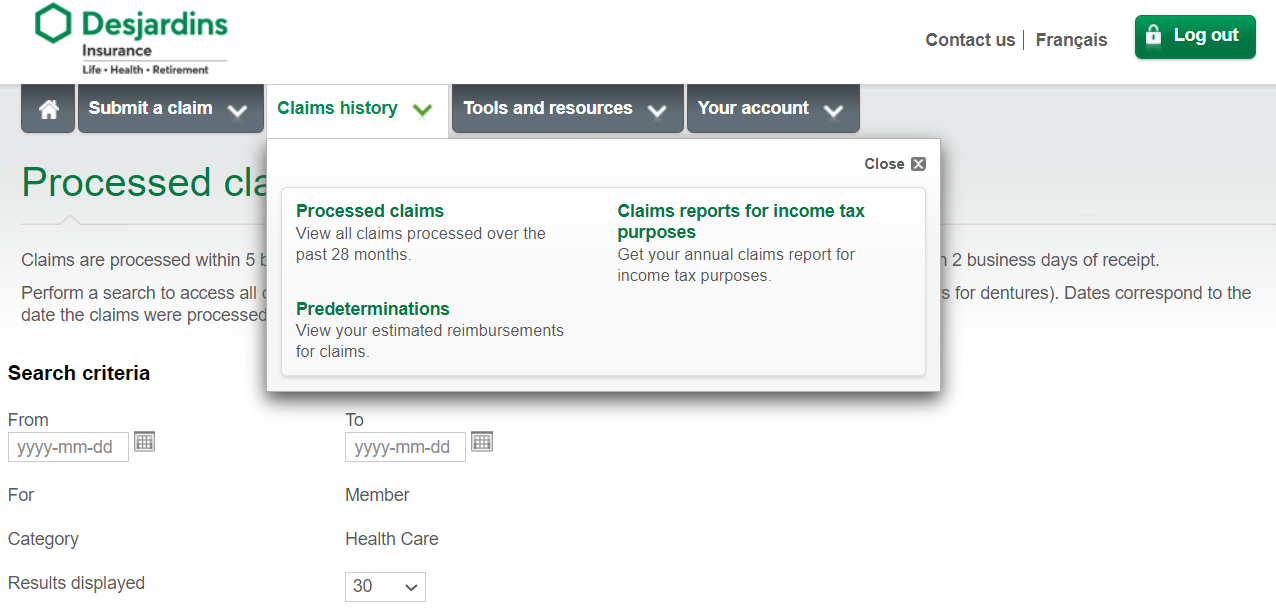 Desjardins
Insurance
Life • Health • Retirement
Contact us
Français
Log out
Submit a claim
Claims history
Tools and resources
Your account
Close
Processed cla
Processed claims
View all claims processed over the
past 28 months.
Claims reports for income tax
purposes
Get your annual claims report for
income tax purposes.
Predeterminations
View your estimated reimbursements
for claims.
Claims are processed within 5 b
2 business days of receipt.
Perform a search to access all
s for dentures). Dates correspond to the
date the claims were processed
Search criteria
From
To
yyyy-mm-dd
yyyy-mm-dd
For
Member
Category
Health Care
Results displayed
30